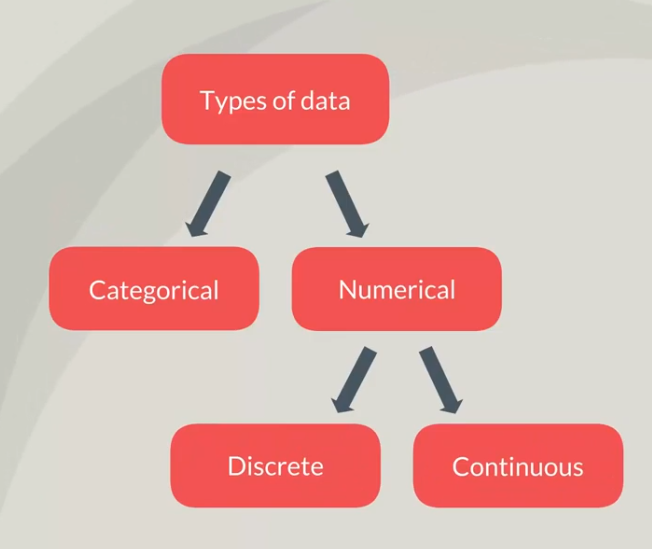 Types of data
Categorical
Numerical
Discrete
Continuous